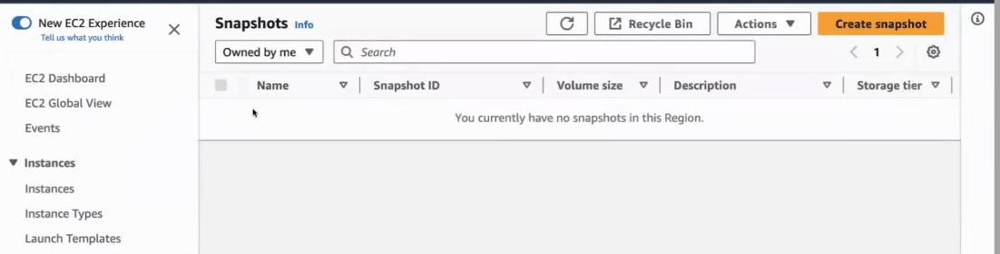 New EC2 Experience
Tell us what you think
EC2 Dashboard
EC2 Global View
Events
Instances
Instances
Instance Types
Launch Templates
Snapshots Info
Recycle Bin
Actions
Create snapshot
Owned by me
Search
1
Name
Snapshot ID
Volume size
Description
Storage tier
You currently have no snapshots in this Region.